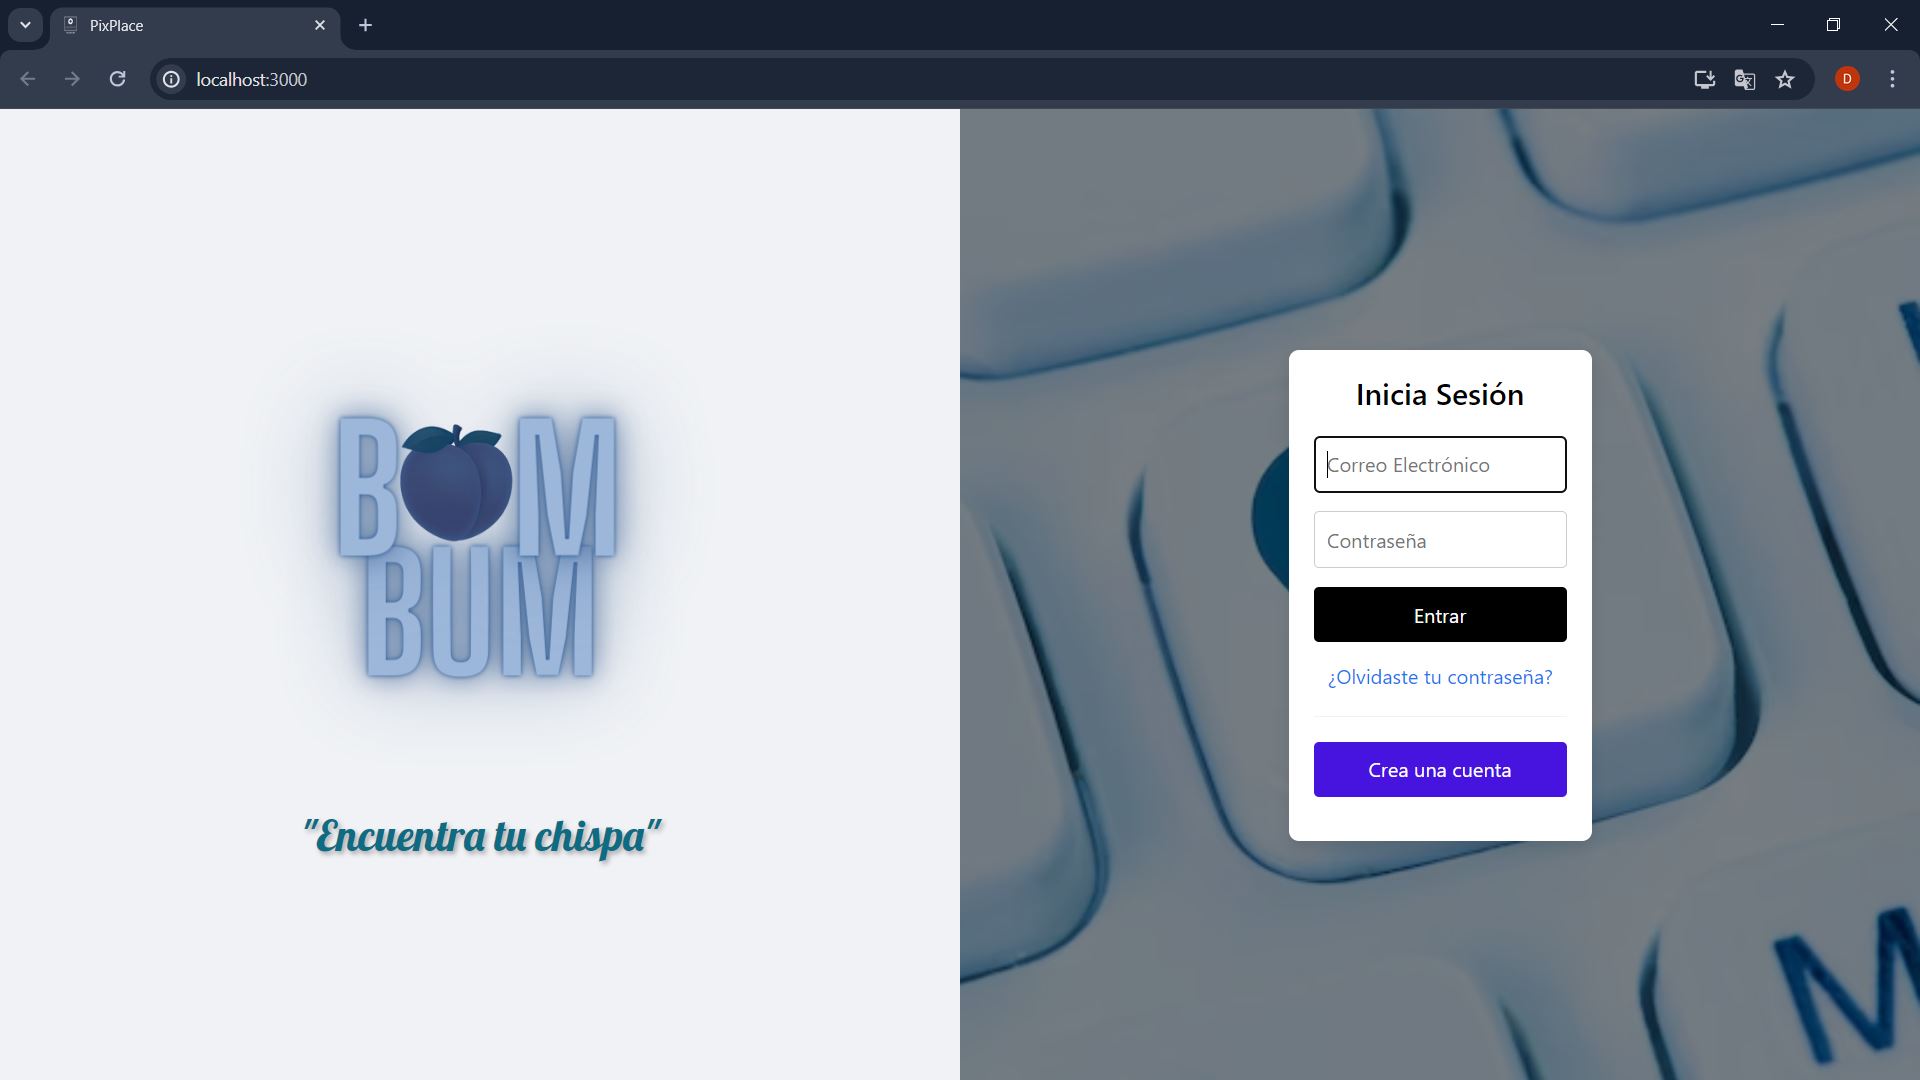 PixPlace
localhost:3000
D
B M
BUM
"Encuentra tu chispa"
Inicia Sesión
Correo Electrónico
Contraseña
Entrar
¿Olvidaste tu contraseña?
Crea una cuenta
M